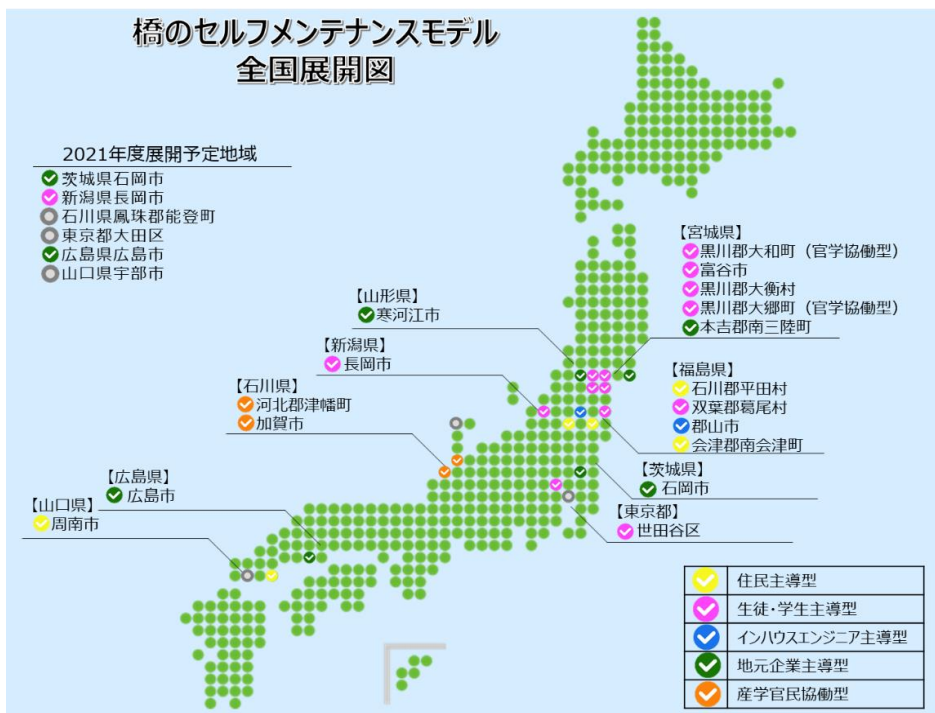 橋のセルフメンテナンスモデル
全国展開図
2021年度展開予定地域
茨城県石岡市
新潟県長岡市
石川県鳳珠郡能登町
東京都大田区
広島県広島市
山口県宇部市
【宮城県】
黒川郡大和町（官学協働型）
富谷市
黒川郡大衡村
黒川郡大郷町（官学協働型）
本吉郡南三陸町
【山形県】
寒河江市
【新潟県】
長岡市
【福島県】
石川郡平田村
双葉郡葛尾村
郡山市
会津郡南会津町
【石川県】
河北郡津幡町
加賀市
【茨城県】
石岡市
【広島県】
広島市
【山口県】
周南市
【東京都】
世田谷区
住民主導型
生徒・学生主導型
インハウスエンジニア主導型
地元企業主導型
産学官民協働型